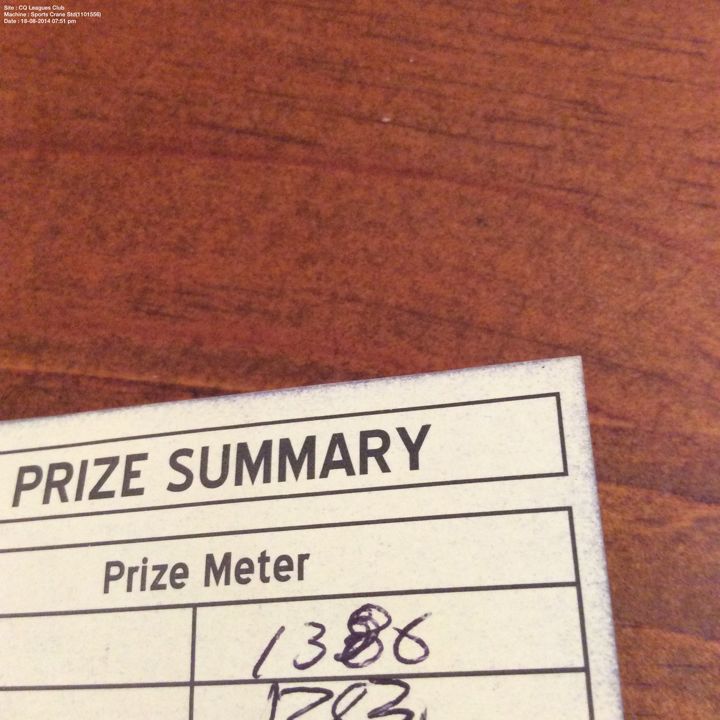 Site : CQ Leagues Club
Machine : Sports Crane Std(1101556)
Date : 18-08-2014 07:51 pm
PRIZE SUMMARY
Prize Meter
1386